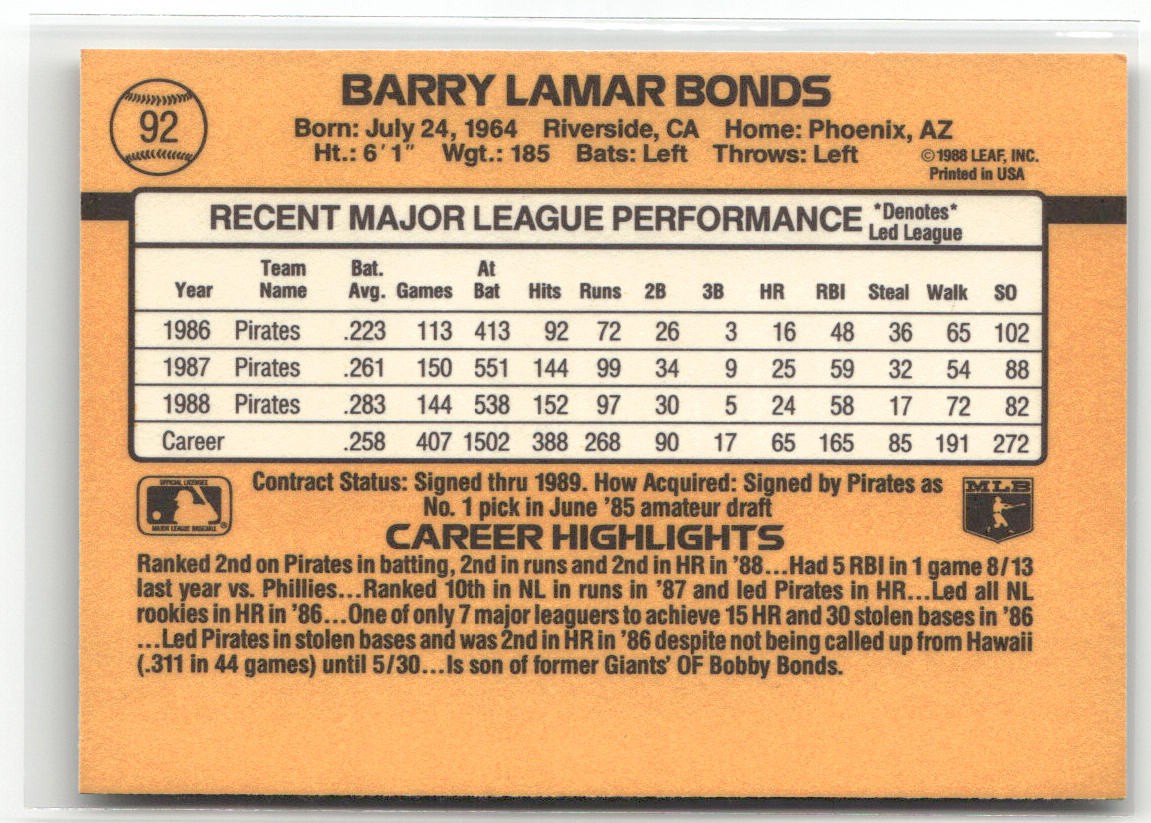 92
BARRY LAMAR BONDS
Born: July 24, 1964 Riverside, CA Home: Phoenix, AZ
Ht.: 6'1" Wgt.: 185 Bats: Left Throws: Left
©1988 LEAF, INC.
Printed in USA
RECENT MAJOR LEAGUE PERFORMANCE
*Denotes*
Led League
Year Team Name Bat. Avg. Games At Bat Hits Runs 2B 3B HR RBI Steal Walk SO
1986 Pirates .223 113 413 92 72 26 3 16 48 36 65 102
1987 Pirates .261 150 551 144 99 34 9 25 59 32 54 88
1988 Pirates .283 144 538 152 97 30 5 24 58 17 72 82
Career .258 407 1502 388 268 90 17 65 165 85 191 272
OFFICIAL LICENSEE
MAJOR LEAGUE BASEBALL
®
Contract Status: Signed thru 1989. How Acquired: Signed by Pirates as
No. 1 pick in June '85 amateur draft
MLB
CAREER HIGHLIGHTS
Ranked 2nd on Pirates in batting, 2nd in runs and 2nd in HR in '88...Had 5 RBI in 1 game 8/13
last year vs. Phillies...Ranked 10th in NL in runs in '87 and led Pirates in HR...Led all NL
rookies in HR in '86...One of only 7 major leaguers to achieve 15 HR and 30 stolen bases in '86
...Led Pirates in stolen bases and was 2nd in HR in '86 despite not being called up from Hawaii
(.311 in 44 games) until 5/30...Is son of former Giants' OF Bobby Bonds.